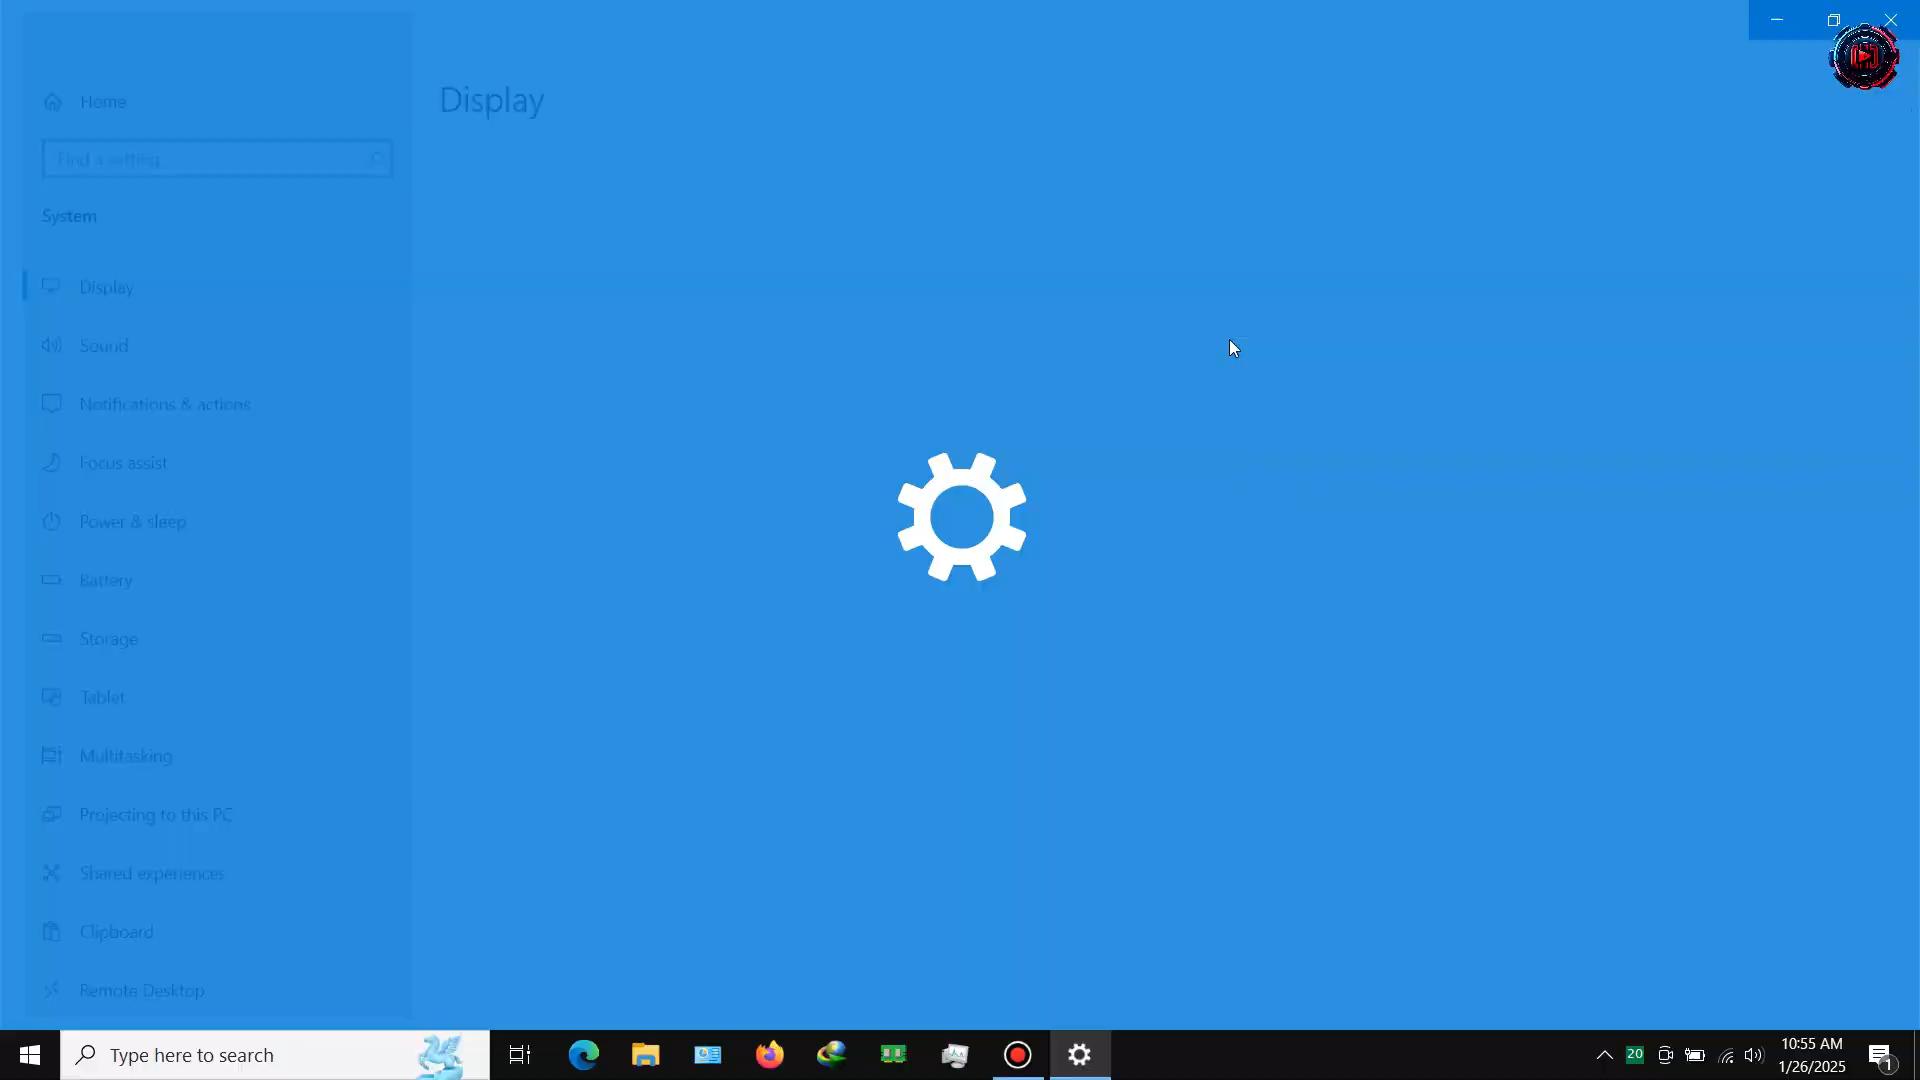 Home
Display
Find a setting
System
Display
Sound
Notifications & actions
Focus assist
Power & sleep
Battery
Storage
Tablet
Multitasking
Projecting to this PC
Shared experiences
Clipboard
Remote Desktop
Type here to search
20
10:55 AM
1/26/2025
1